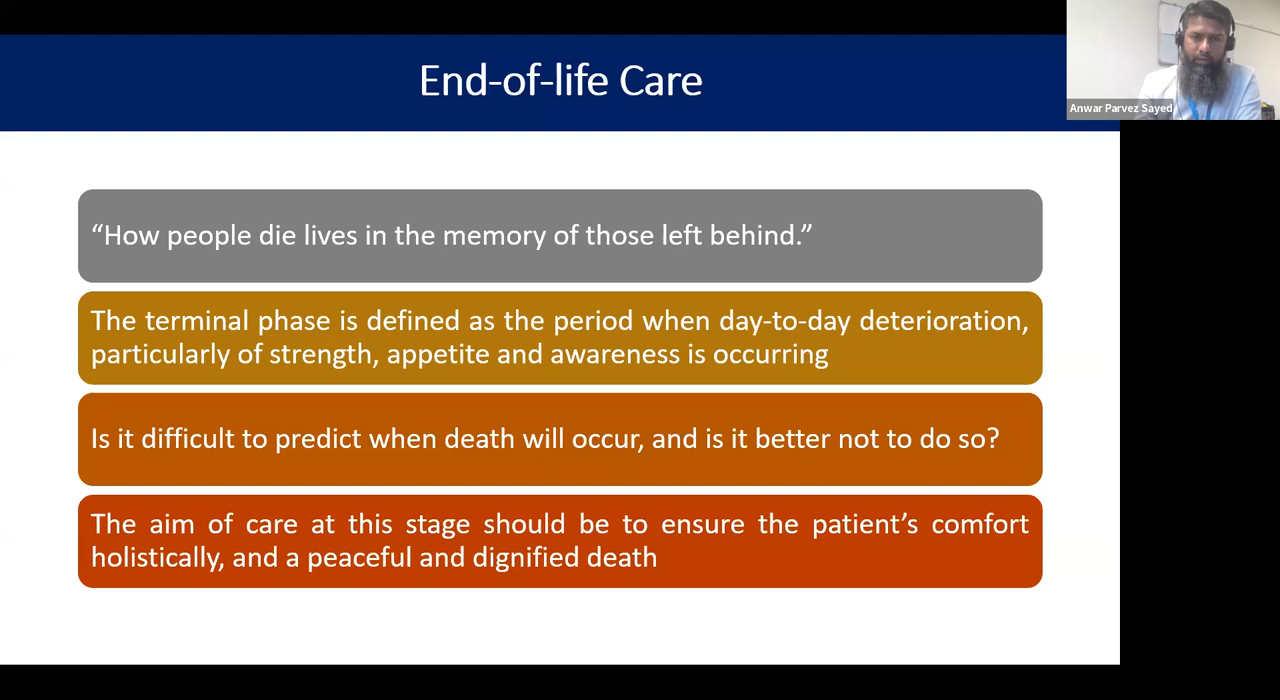 End-of-life Care
Anwar Parvez Sayed
“How people die lives in the memory of those left behind.”
The terminal phase is defined as the period when day-to-day deterioration,
particularly of strength, appetite and awareness is occurring
Is it difficult to predict when death will occur, and is it better not to do so?
The aim of care at this stage should be to ensure the patient’s comfort
holistically, and a peaceful and dignified death